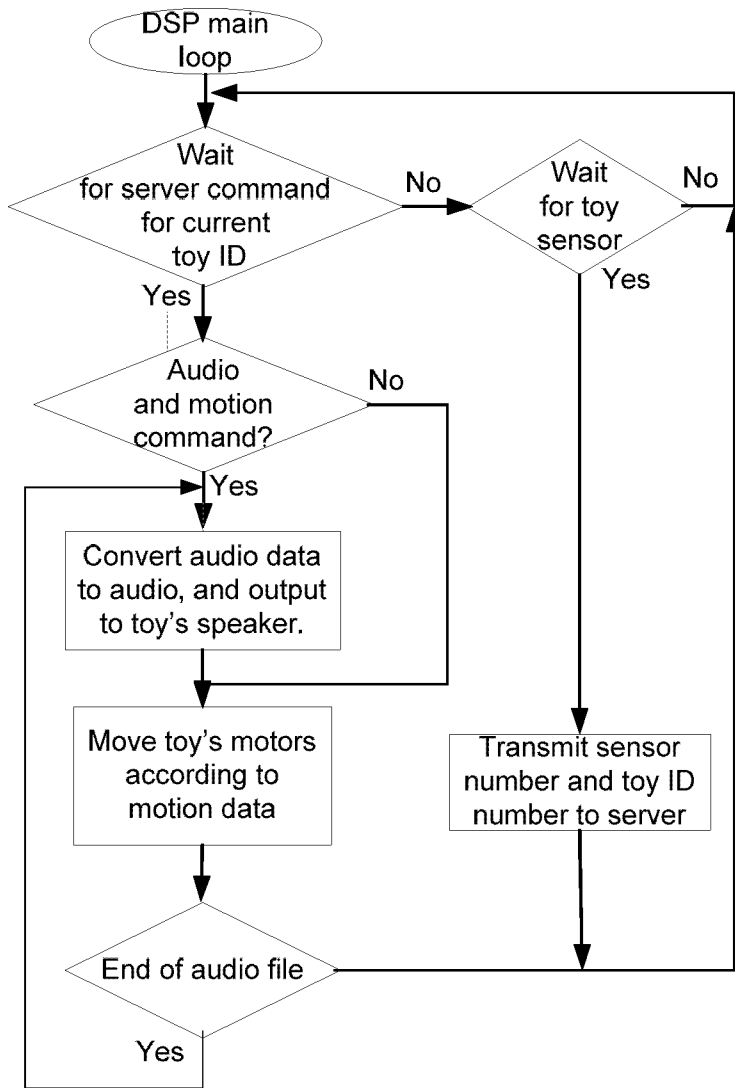 DSP main
loop
Wait
for server command
for current
toy ID
No
Wait
for toy
sensor
No
Yes
Yes
Audio
and motion
command?
No
Yes
Convert audio data
to audio, and output
to toy's speaker.
Move toy's motors
according to
motion data
Transmit sensor
number and toy ID
number to server
End of audio file
Yes